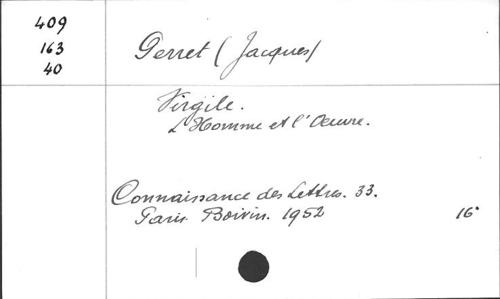 409
163
40
Perret (Jacques)
Virgile.
L'Homme et l'Oeuvre.
Connaissance des Lettres. 33.
Paris. Boivin. 1952
16°